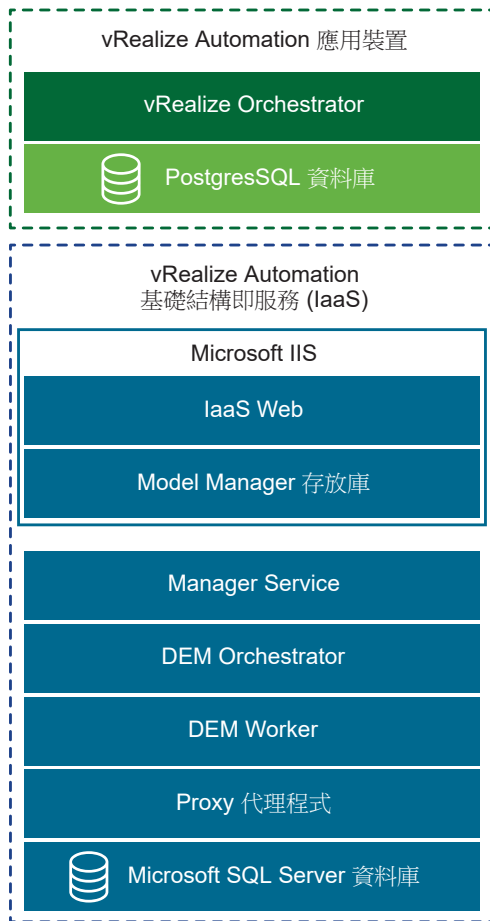 vRealize Automation 應用裝置
vRealize Orchestrator
PostgresSQL 資料庫
vRealize Automation
基礎結構即服務 (IaaS)
Microsoft IIS
IaaS Web
Model Manager 存放庫
Manager Service
DEM Orchestrator
DEM Worker
Proxy 代理程式
Microsoft SQL Server 資料庫